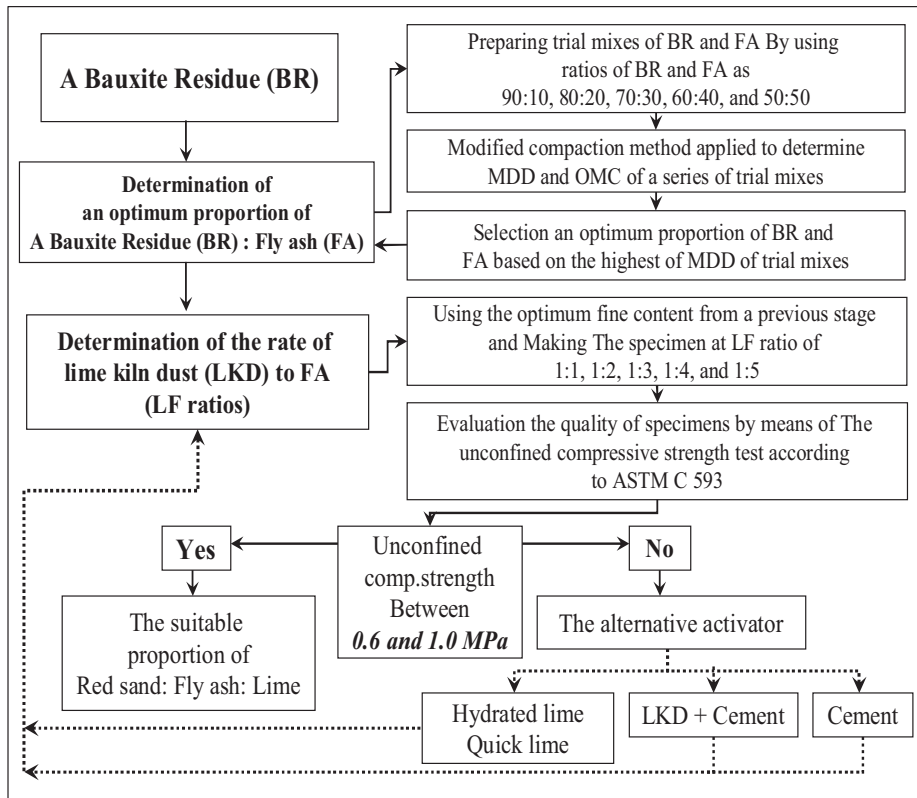 A Bauxite Residue (BR)
Preparing trial mixes of BR and FA By using
ratios of BR and FA as
90:10, 80:20, 70:30, 60:40, and 50:50
Modified compaction method applied to determine
MDD and OMC of a series of trial mixes
Determination of
an optimum proportion of
A Bauxite Residue (BR) : Fly ash (FA)
Selection an optimum proportion of BR and
FA based on the highest of MDD of trial mixes
Determination of the rate of
lime kiln dust (LKD) to FA
(LF ratios)
Using the optimum fine content from a previous stage
and Making The specimen at LF ratio of
1:1, 1:2, 1:3, 1:4, and 1:5
Evaluation the quality of specimens by means of The
unconfined compressive strength test according
to ASTM C 593
Yes
Unconfined
comp.strength
Between
0.6 and 1.0 MPa
No
The suitable
proportion of
Red sand: Fly ash: Lime
The alternative activator
Hydrated lime
Quick lime
LKD + Cement
Cement